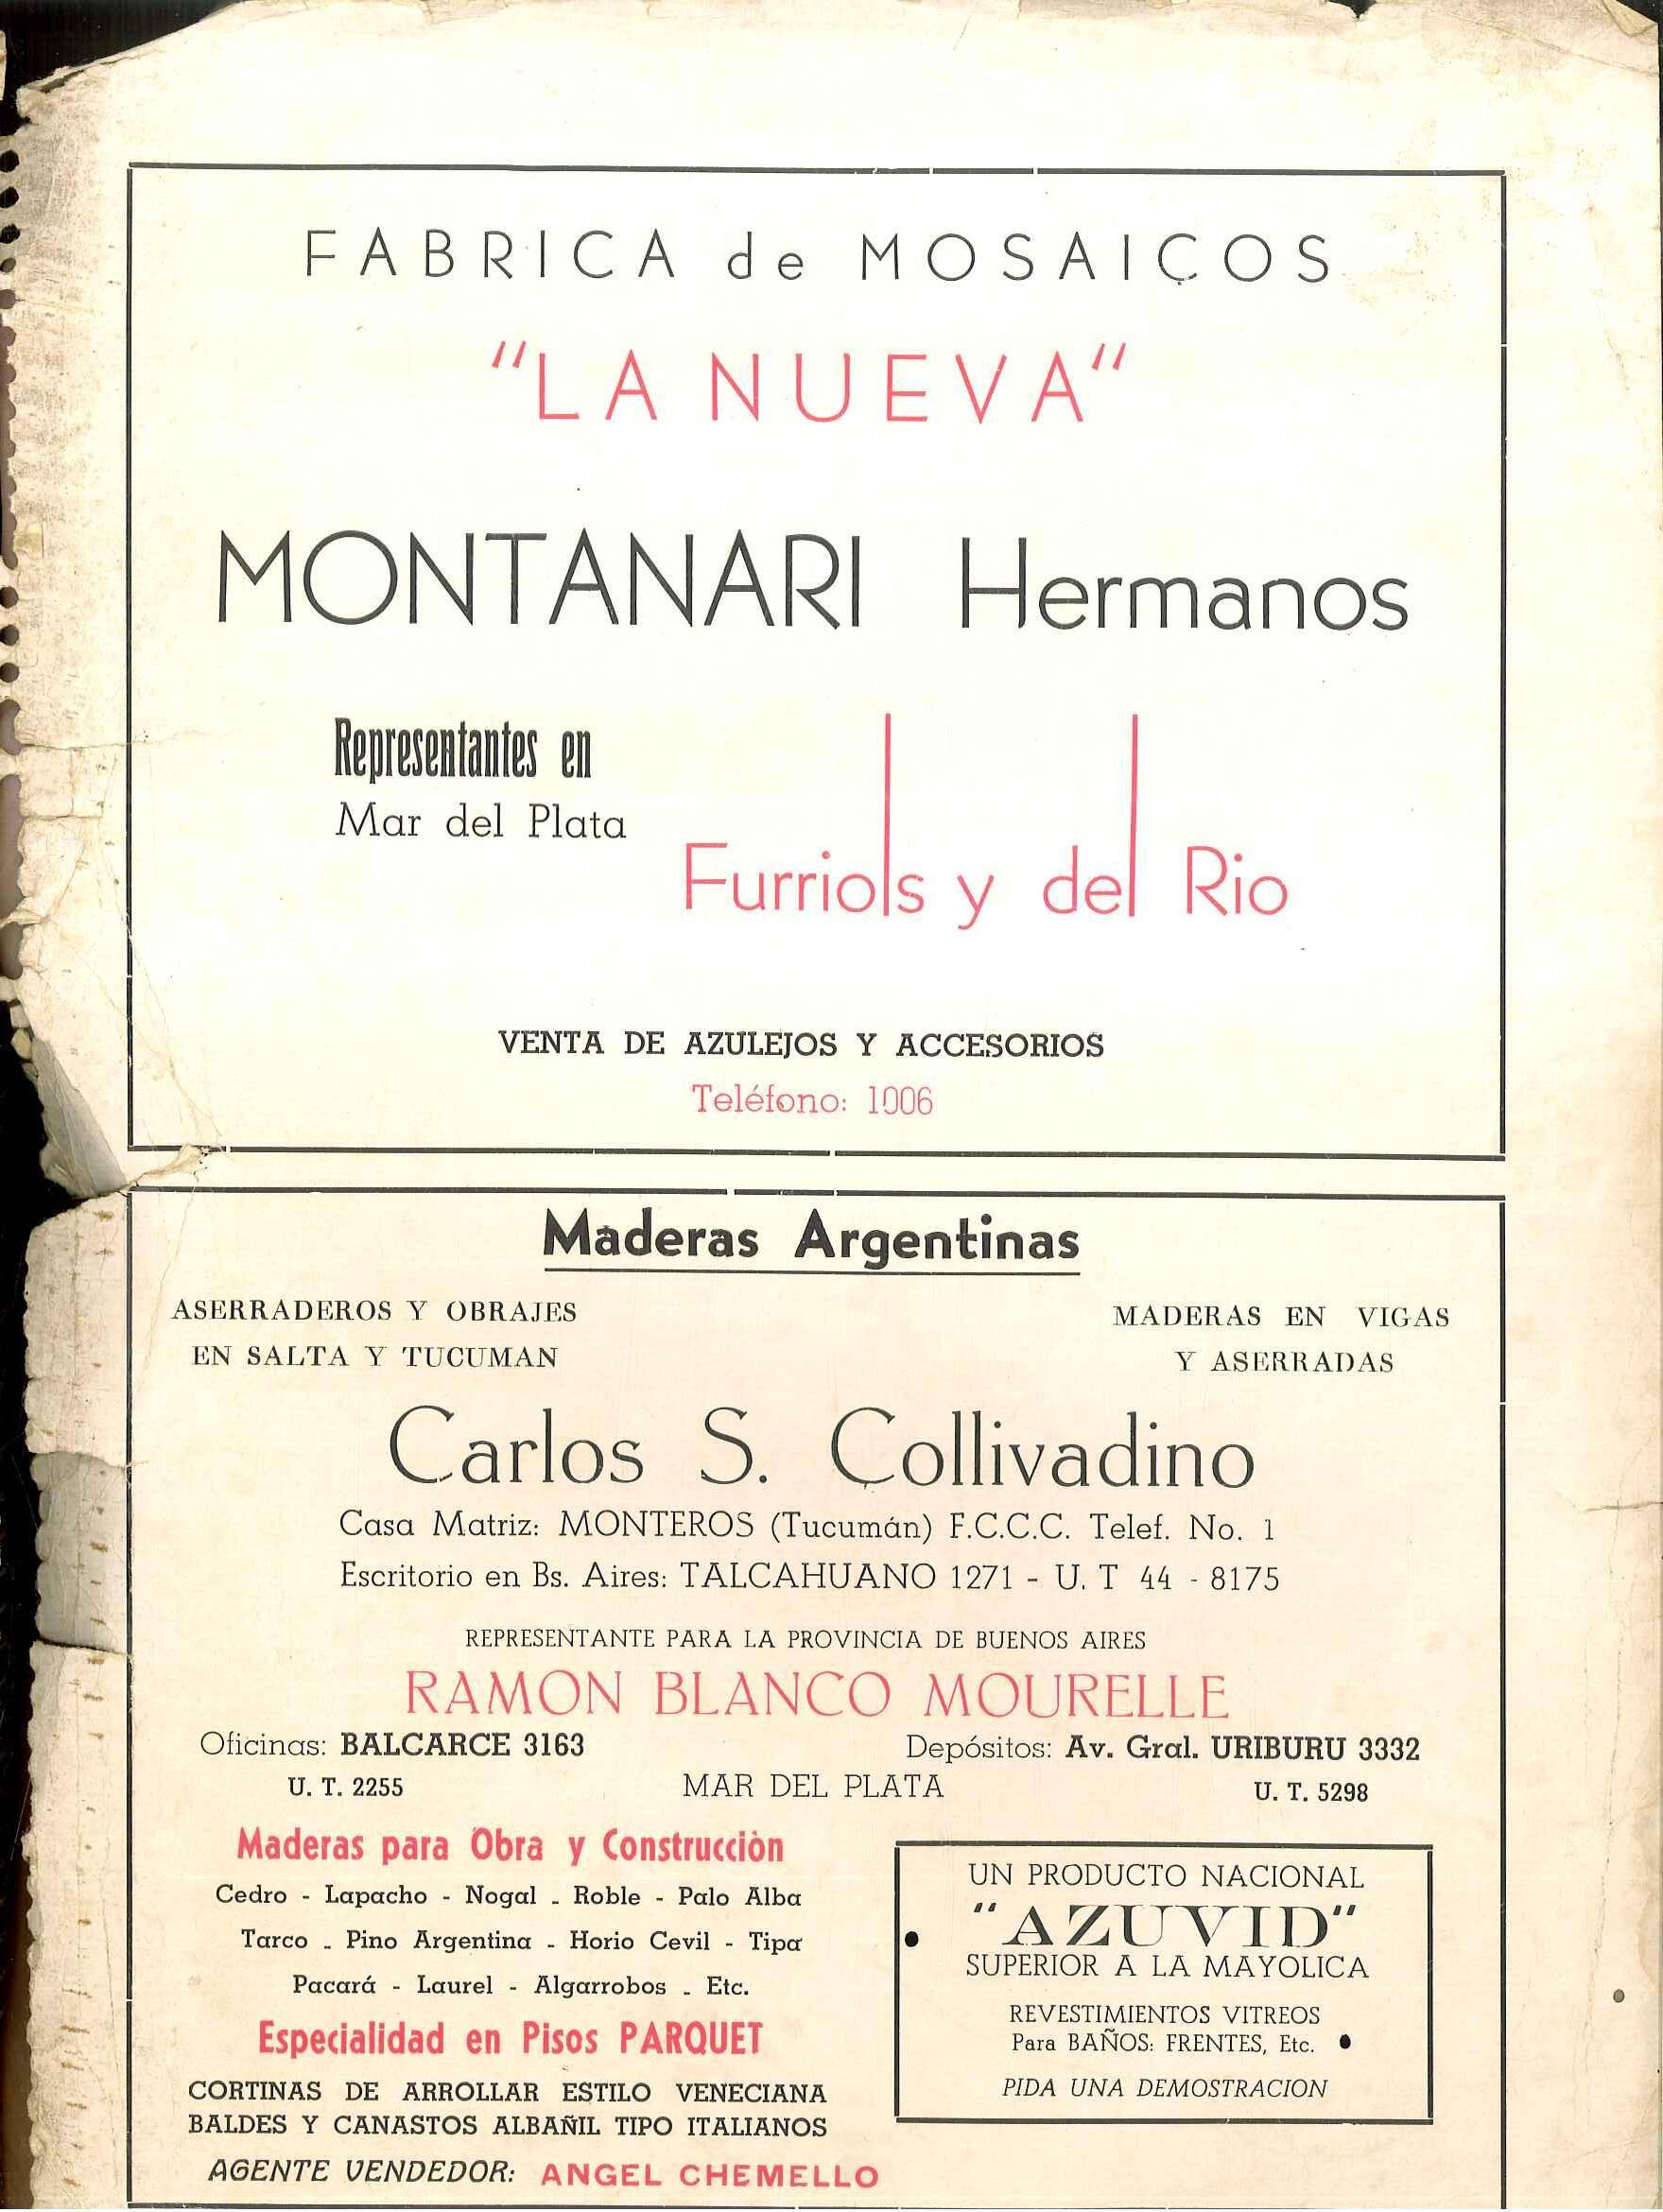 FABRICA de MOSAICOS
"LA NUEVA"
MONTANARI Hermanos
Representantes en
Mar del Plata
Furriols y del Rio
VENTA DE AZULEJOS Y ACCESORIOS
Teléfono: 1006
Maderas Argentinas
ASERRADEROS Y OBRAJES
EN SALTA Y TUCUMAN
MADERAS EN VIGAS
Y ASERRADAS
Carlos S. Collivadino
Casa Matriz: MONTEROS (Tucumán) F.C.C.C. Telef. No. 1
Escritorio en Bs. Aires: TALCAHUANO 1271 - U. T 44 - 8175
REPRESENTANTE PARA LA PROVINCIA DE BUENOS AIRES
RAMON BLANCO MOURELLE
Oficinas: BALCARCE 3163
Depósitos: Av. Gral. URIBURU 3332
U. T. 2255
MAR DEL PLATA
U. T. 5298
Maderas para Obra y Construcciòn
Cedro - Lapacho - Nogal - Roble - Palo Alba
Tarco - Pino Argentina - Horio Cevil - Tipa
Pacará - Laurel - Algarrobos - Etc.
Especialidad en Pisos PARQUET
CORTINAS DE ARROLLAR ESTILO VENECIANA
BALDES Y CANASTOS ALBAÑIL TIPO ITALIANOS
AGENTE VENDEDOR: ANGEL CHEMELLO
UN PRODUCTO NACIONAL
"AZUVID"
SUPERIOR A LA MAYOLICA
REVESTIMIENTOS VITREOS
Para BAÑOS: FRENTES, Etc.
PIDA UNA DEMOSTRACION